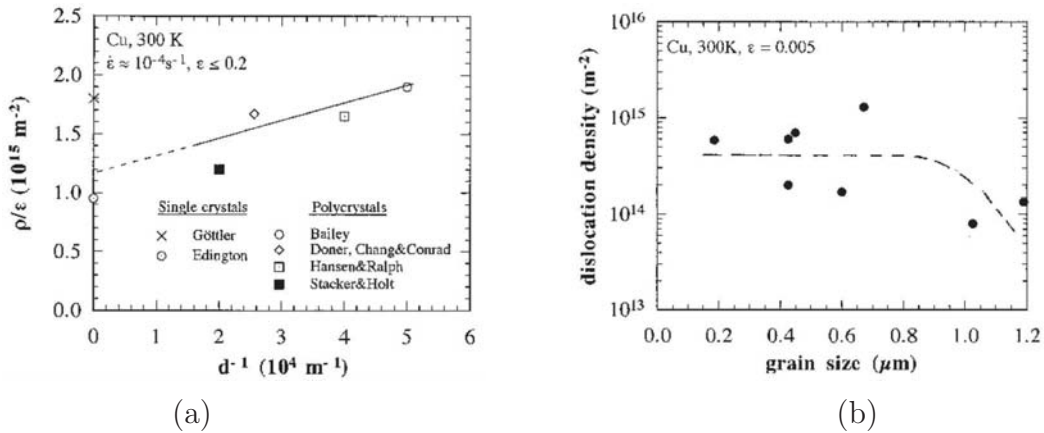 2.5
2.0
1.5
1.0
0.5
0.0
ρ/ε (10^15 m^-2)
Cu, 300 K
ε̇ ≈ 10^-4 s^-1, ε ≤ 0.2
Single crystals
Göttler
Edington
Polycrystals
Bailey
Doner, Chang&Conrad
Hansen&Ralph
Stacker&Holt
0 1 2 3 4 5 6
d^-1 (10^4 m^-1)
(a)
10^16
10^15
10^14
10^13
dislocation density (m^-2)
Cu, 300K, ε = 0.005
0.0 0.2 0.4 0.6 0.8 1.0 1.2
grain size (μm)
(b)